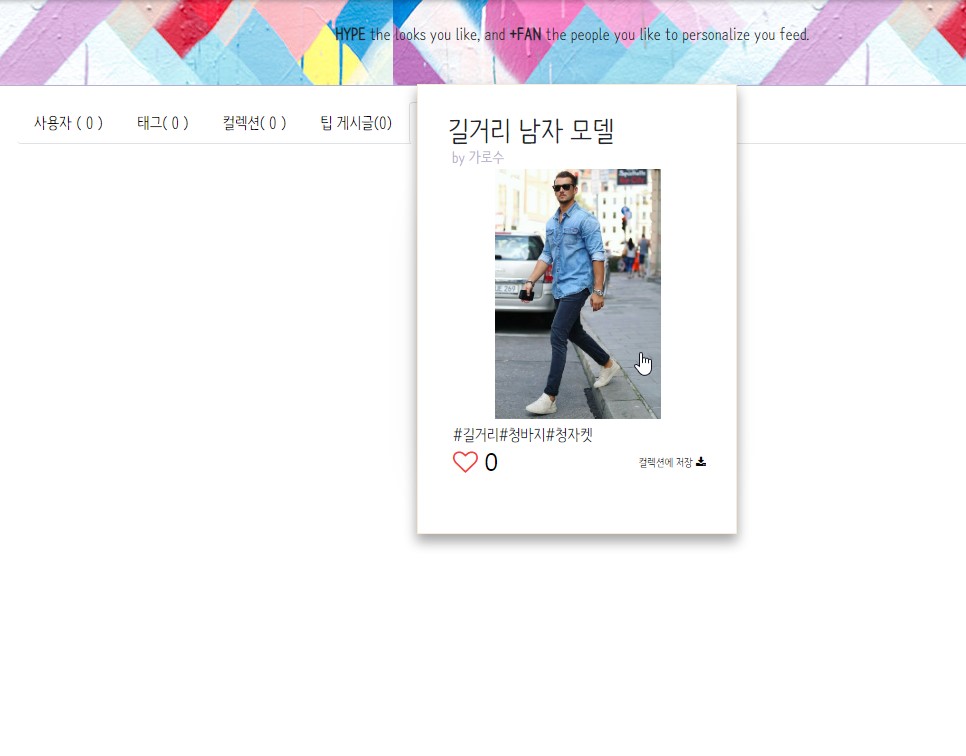 HYPE the looks you like, and +FAN the people you like to personalize you feed.
사용자 ( 0 )
태그( 0 )
컬렉션( 0 )
팁 게시글(0)
길거리 남자 모델
by 가로수
#길거리#청바지#청자켓
0
컬렉션에 저장